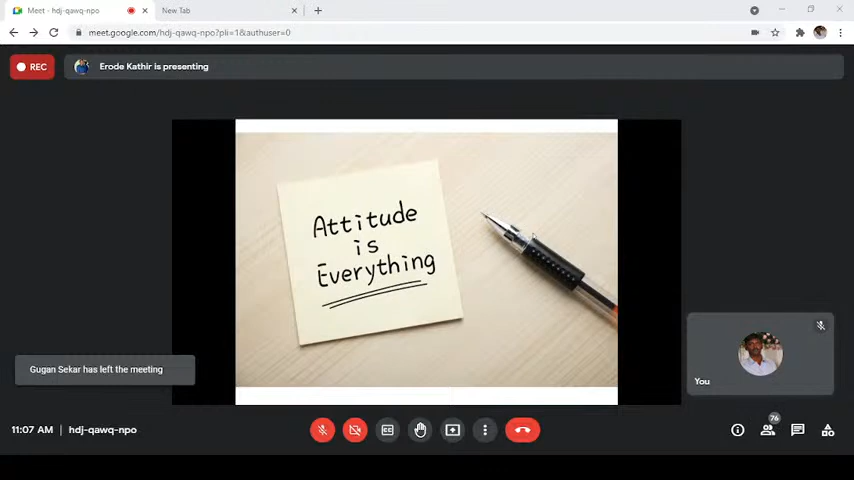 Meet - hdj-qawq-npo
New Tab
meet.google.com/hdj-qawq-npo?pli=1&authuser=0
REC
Erode Kathir is presenting
Attitude
is
Everything
Gugan Sekar has left the meeting
You
11:07 AM | hdj-qawq-npo
CC
76